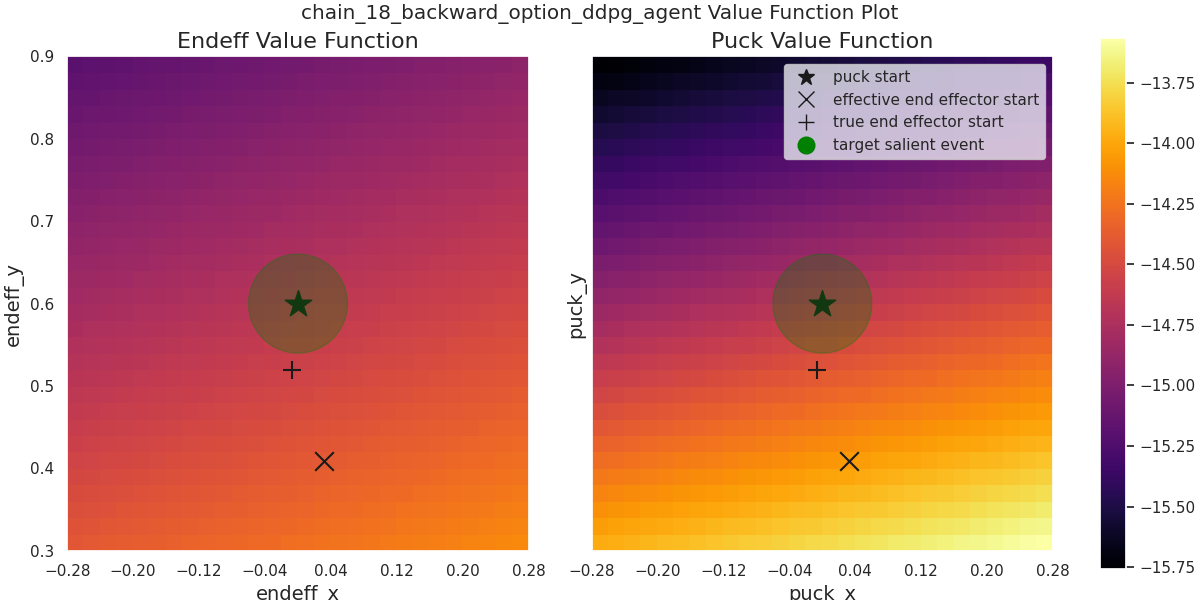 chain_18_backward_option_ddpg_agent Value Function Plot
Endeff Value Function
Puck Value Function
puck start
effective end effector start
true end effector start
target salient event
0.9
0.8
0.7
0.6
0.5
0.4
0.3
endeff_y
−0.28 −0.20 −0.12 −0.04 0.04 0.12 0.20 0.28
endeff_x
puck_y
−0.28 −0.20 −0.12 −0.04 0.04 0.12 0.20 0.28
puck_x
−13.75
−14.00
−14.25
−14.50
−14.75
−15.00
−15.25
−15.50
−15.75